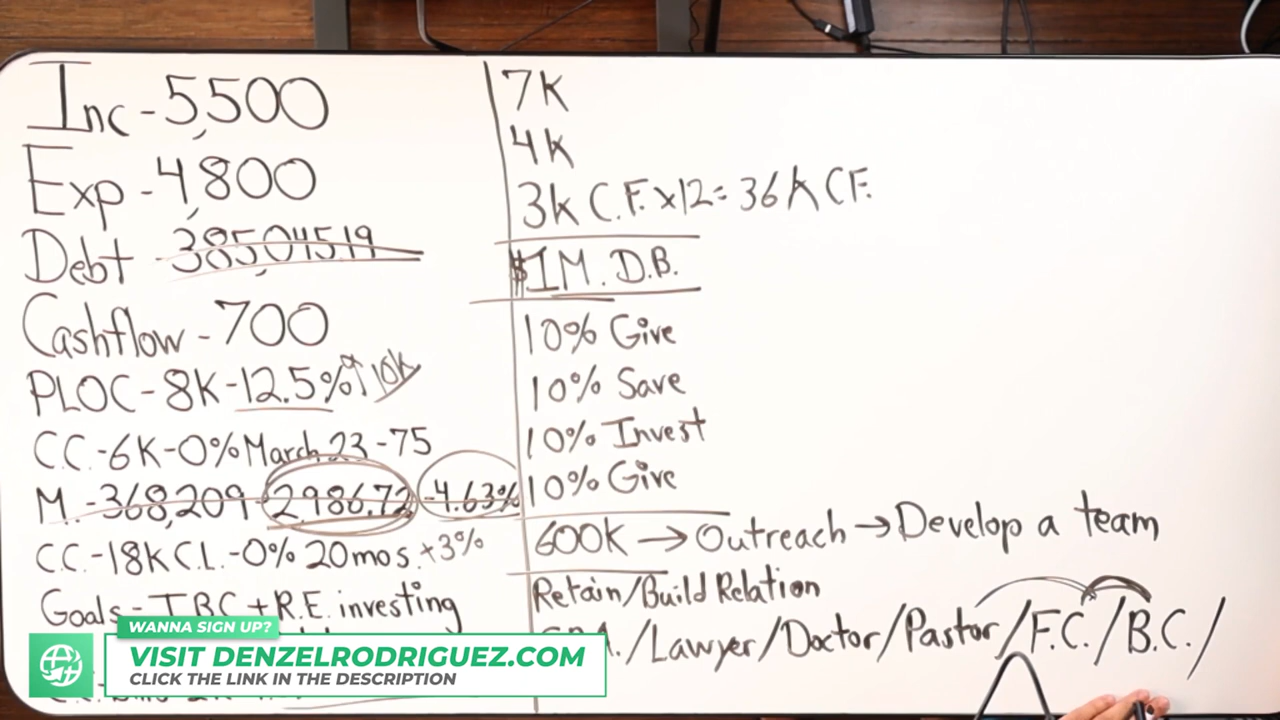 Inc - 5,500
Exp - 4,800
Debt - 385,045.19
Cashflow - 700
PLOC - 8K - 12.5% ↑ 10K
C.C. - 6K - 0% March 23 - 75
M. - 368,209 - 2,986.72 - 4.63%
C.C. - 18K C.L. - 0% 20 mos. + 3%
Goals - I.B.C + R.E. investing
7K
4K
3K C.F. x 12 = 36K C.F.
$1M. D.B.
10% Give
10% Save
10% Invest
10% Give
600K → Outreach → Develop a team
Retain/Build Relation
/Lawyer/Doctor/Pastor/F.C./B.C./
WANNA SIGN UP?
VISIT DENZELRODRIGUEZ.COM
CLICK THE LINK IN THE DESCRIPTION